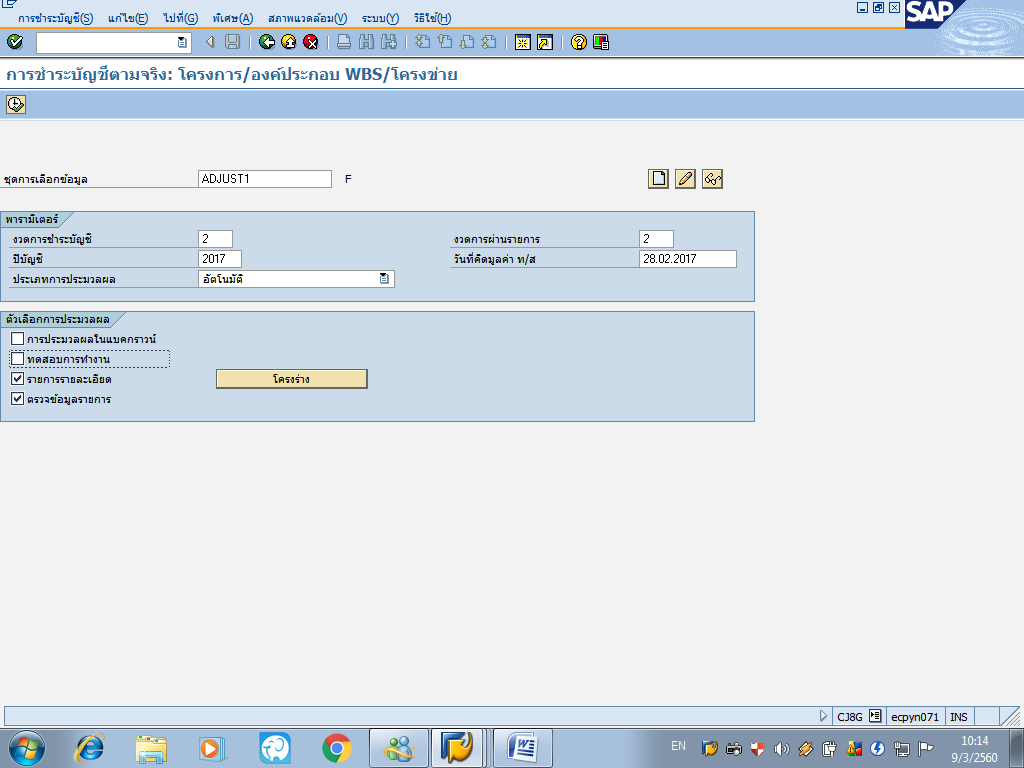 การชำระบัญชี(S) แก้ไข(E) ไปที่(G) พิเศษ(A) สภาพแวดล้อม(V) ระบบ(Y) วิธีใช้(H)
SAP
การชำระบัญชีตามจริง: โครงการ/องค์ประกอบ WBS/โครงข่าย
ชุดการเลือกข้อมูล ADJUST1 F
พารามิเตอร์
งวดการชำระบัญชี 2 งวดการผ่านรายการ 2
ปีบัญชี 2017 วันที่คิดมูลค่า ท/ส 28.02.2017
ประเภทการประมวลผล อัตโนมัติ
ตัวเลือกการประมวลผล
การประมวลผลในแบคกราวน์
ทดสอบการทำงาน
รายการรายละเอียด โครงร่าง
ตรวจข้อมูลรายการ
CJ8G ecpyn071 INS
EN 10:14
9/3/2560